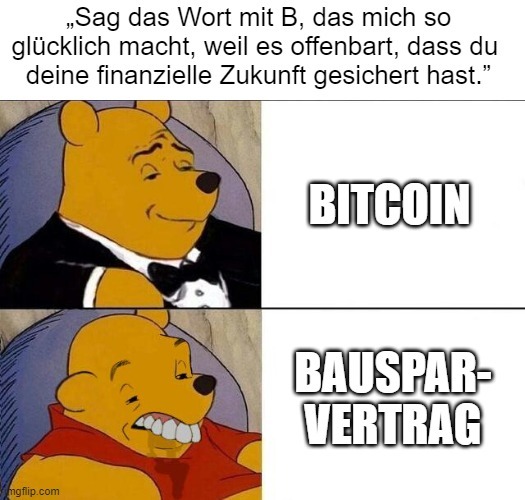 „Sag das Wort mit B, das mich so
glücklich macht, weil es offenbart, dass du
deine finanzielle Zukunft gesichert hast.”
BITCOIN
BAUSPAR-
VERTRAG
imgflip.com